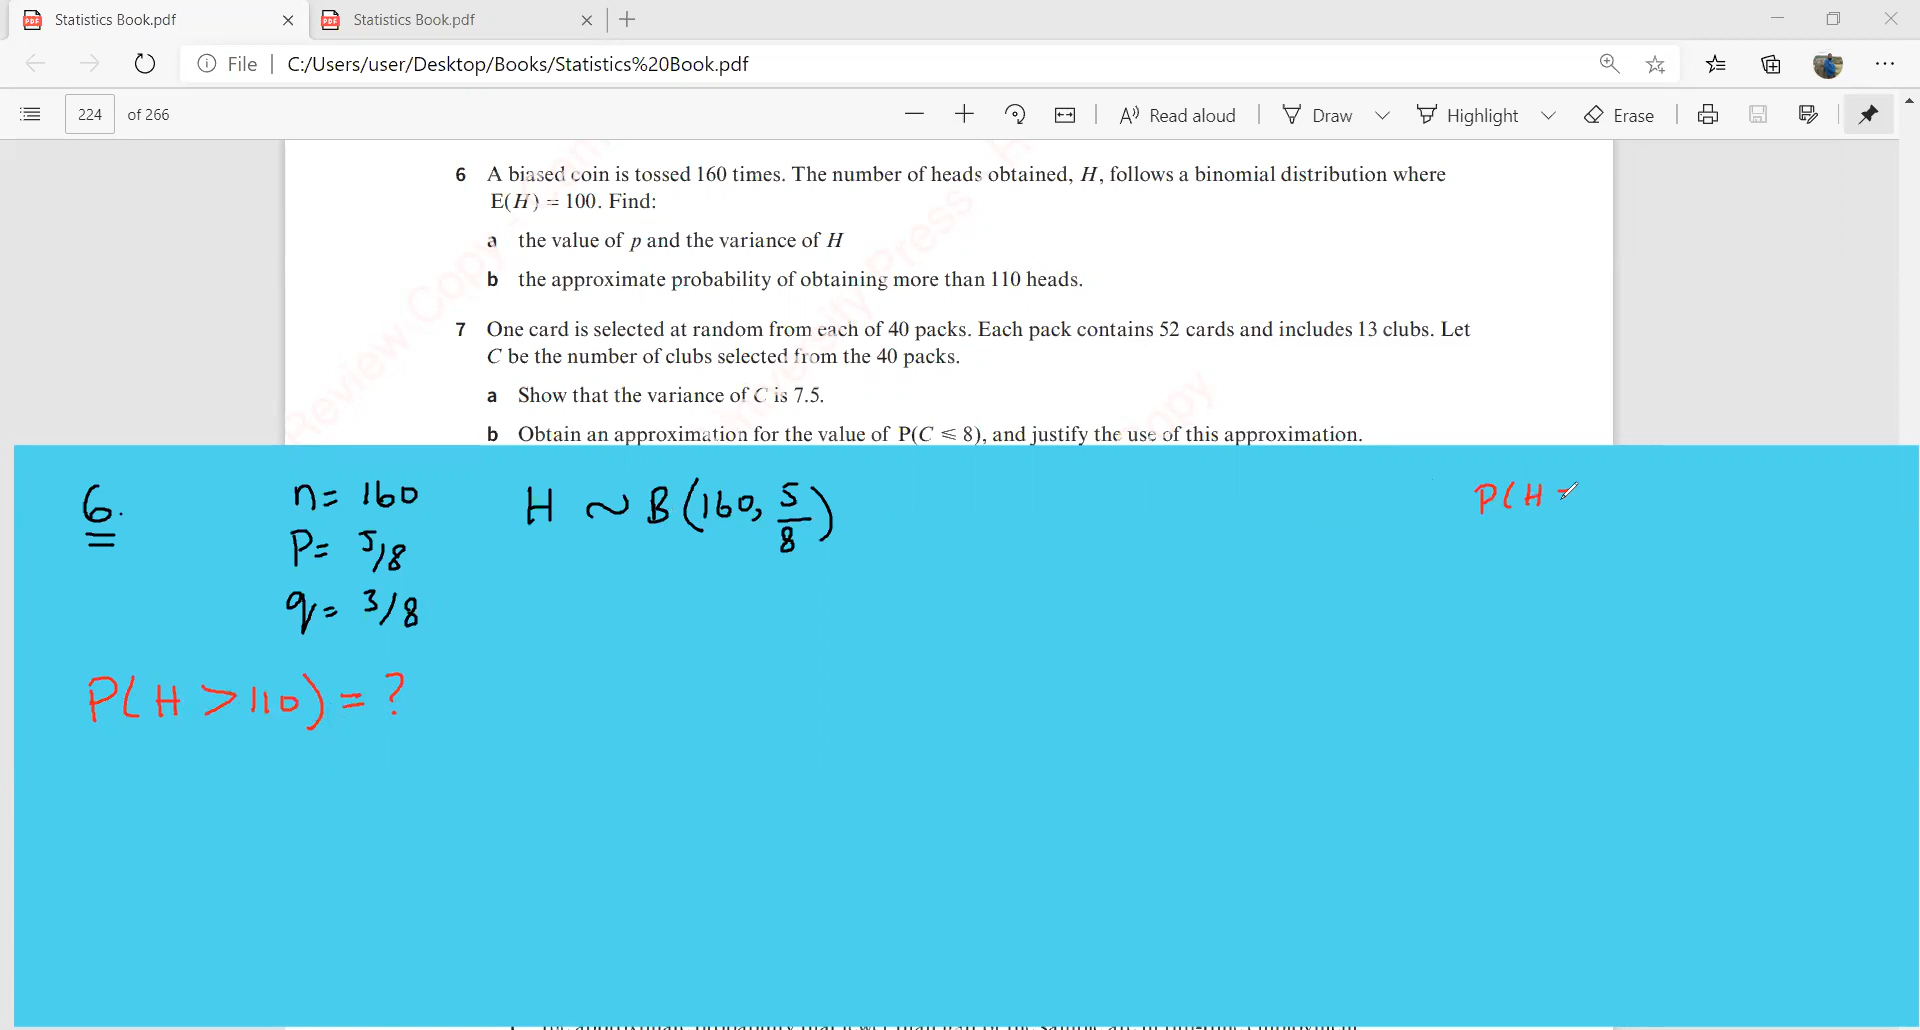 Statistics Book.pdf
Statistics Book.pdf
File | C:/Users/user/Desktop/Books/Statistics%20Book.pdf
224 of 266
Read aloud
Draw
Highlight
Erase
6 A biased coin is tossed 160 times. The number of heads obtained, H, follows a binomial distribution where
E(H) = 100. Find:
a the value of p and the variance of H
b the approximate probability of obtaining more than 110 heads.
7 One card is selected at random from each of 40 packs. Each pack contains 52 cards and includes 13 clubs. Let
C be the number of clubs selected from the 40 packs.
a Show that the variance of C is 7.5.
b Obtain an approximation for the value of P(C ⩽ 8), and justify the use of this approximation.
Review Copy
University Press
Copy
6.
n = 160
P = 5/8
q = 3/8
H ~ B(160, 5/8)
P(H > 110) = ?
P(H =